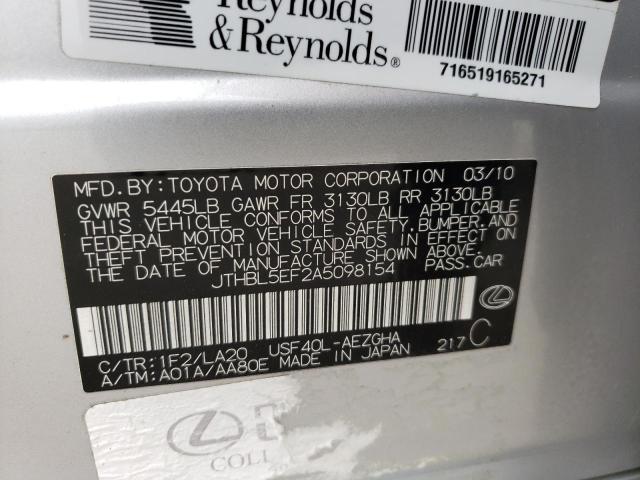 Reynolds
& Reynolds®
716519165271
MFD. BY: TOYOTA MOTOR CORPORATION 03/10
GVWR 5445LB GAWR FR 3130LB RR 3130LB
THIS VEHICLE CONFORMS TO ALL APPLICABLE
FEDERAL MOTOR VEHICLE SAFETY, BUMPER, AND
THEFT PREVENTION STANDARDS IN EFFECT ON
THE DATE OF MANUFACTURE SHOWN ABOVE.
JTHBL5EF2A5098154 PASS. CAR
C/TR: 1F2/LA20 USF40L-AEZGHA
A/TM: A01A/AA80E MADE IN JAPAN 217 C